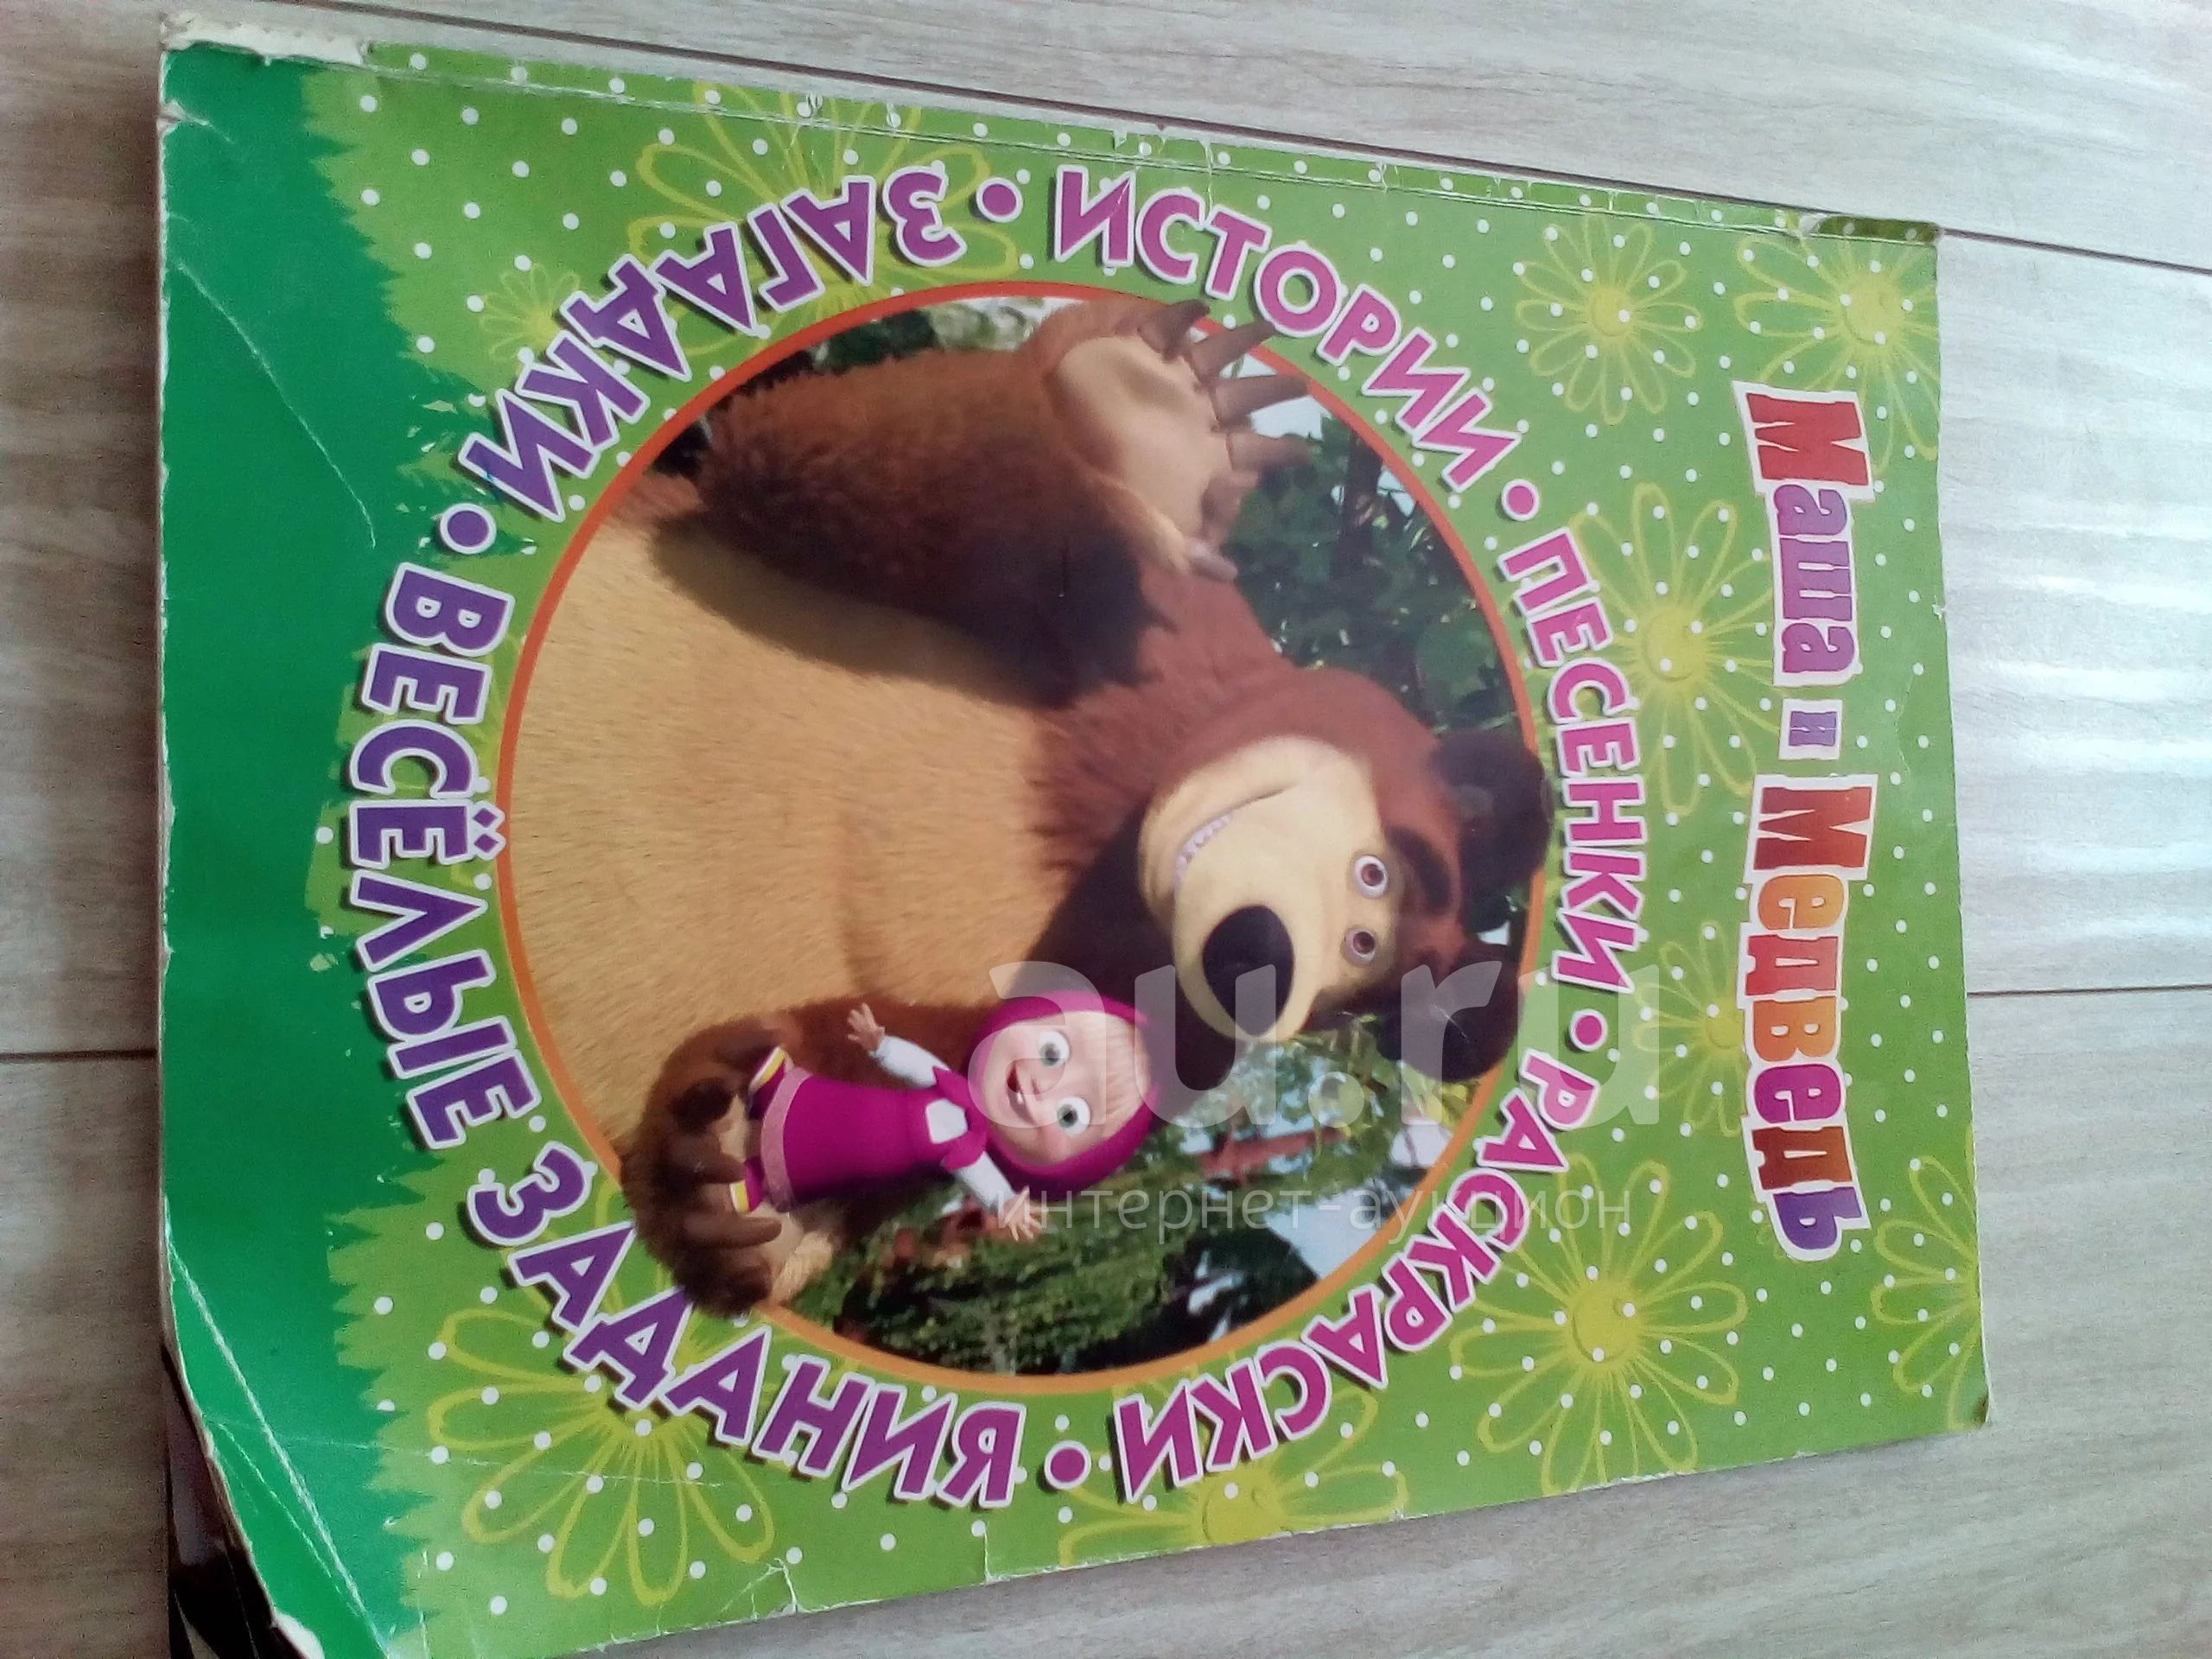 Маша и Медведь
ЗАГАДКИ • ИСТОРИИ • ПЕСЕНКИ • РАСКРАСКИ •
ВЕСЁЛЫЕ ЗАДАНИЯ •
au.ru
интернет-аукцион